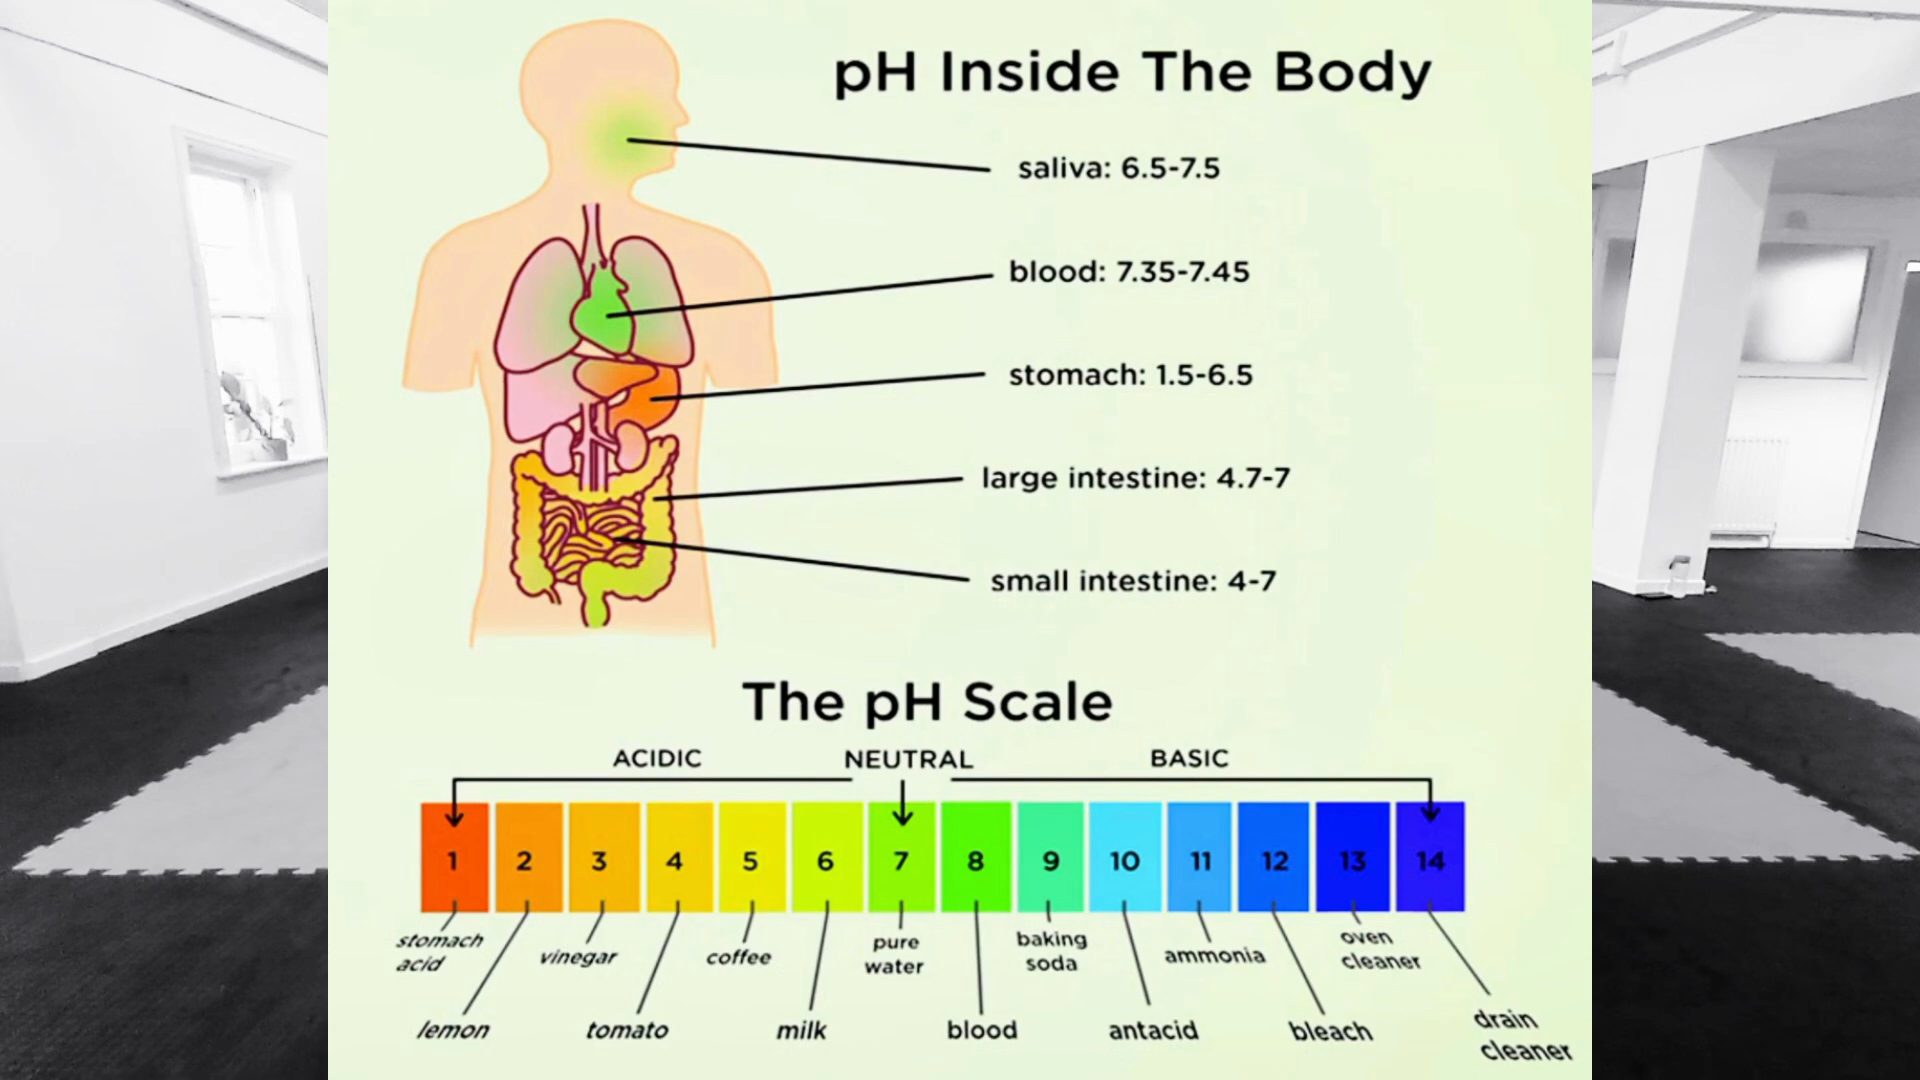 pH Inside The Body
saliva: 6.5-7.5
blood: 7.35-7.45
stomach: 1.5-6.5
large intestine: 4.7-7
small intestine: 4-7
The pH Scale
ACIDIC NEUTRAL BASIC
1 2 3 4 5 6 7 8 9 10 11 12 13 14
stomach acid
vinegar
coffee
pure water
baking soda
ammonia
oven cleaner
lemon
tomato
milk
blood
antacid
bleach
drain cleaner